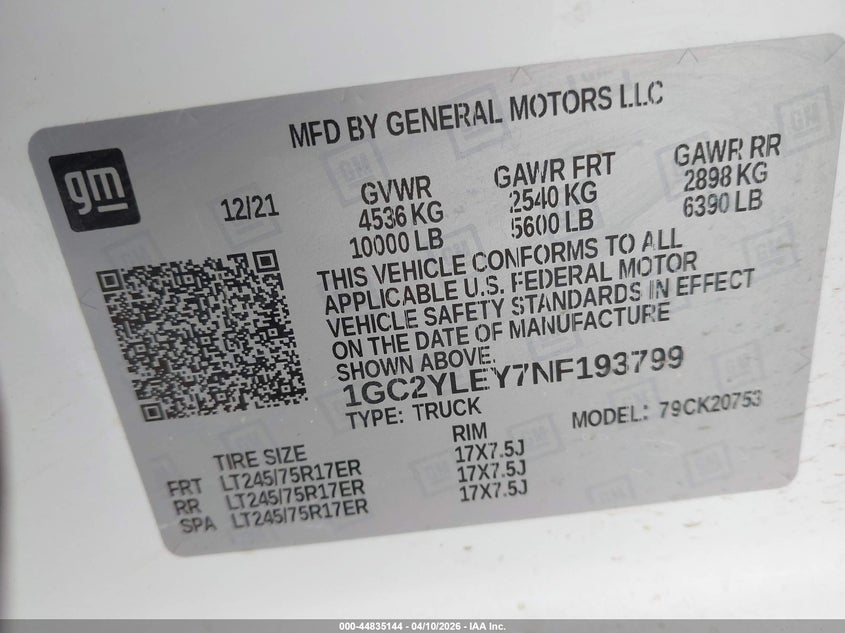 MFD BY GENERAL MOTORS LLC
gm
12/21
GVWR
4536 KG
10000 LB
GAWR FRT
2540 KG
5600 LB
GAWR RR
2898 KG
6390 LB
THIS VEHICLE CONFORMS TO ALL
APPLICABLE U.S. FEDERAL MOTOR
VEHICLE SAFETY STANDARDS IN EFFECT
ON THE DATE OF MANUFACTURE
SHOWN ABOVE.
1GC2YLEY7NF193799
TYPE: TRUCK
MODEL: 79CK20753
TIRE SIZE RIM
FRT LT245/75R17ER 17X7.5J
RR LT245/75R17ER 17X7.5J
SPA LT245/75R17ER 17X7.5J
000-44835144 - 04/10/2026 - IAA Inc.